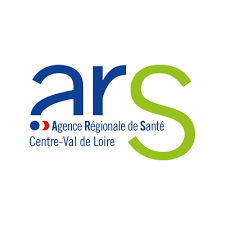 ars
Agence Régionale de Santé
Centre-Val de Loire